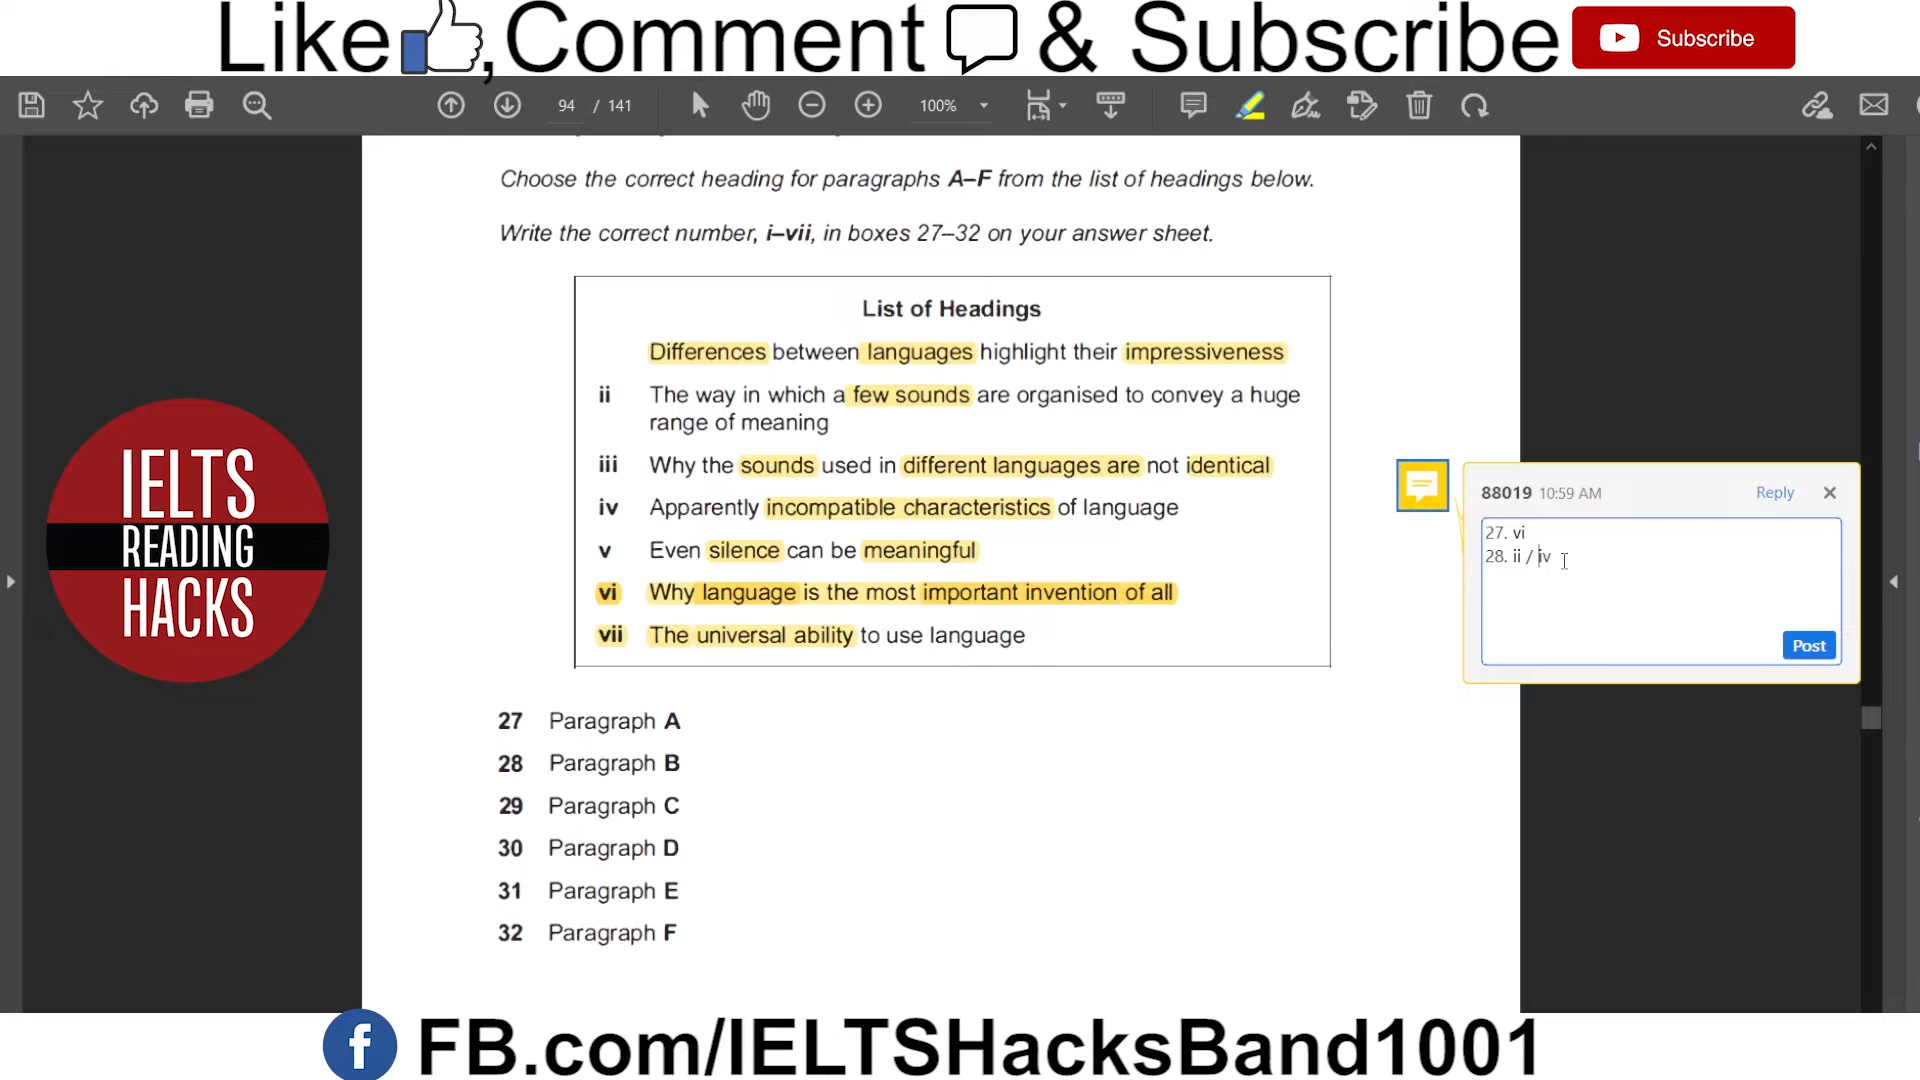 Like, Comment & Subscribe
Subscribe
94 / 141
100%
Choose the correct heading for paragraphs A–F from the list of headings below.
Write the correct number, i–vii, in boxes 27–32 on your answer sheet.
List of Headings
Differences between languages highlight their impressiveness
ii The way in which a few sounds are organised to convey a huge
range of meaning
iii Why the sounds used in different languages are not identical
iv Apparently incompatible characteristics of language
v Even silence can be meaningful
vi Why language is the most important invention of all
vii The universal ability to use language
27 Paragraph A
28 Paragraph B
29 Paragraph C
30 Paragraph D
31 Paragraph E
32 Paragraph F
IELTS
READING
HACKS
88019 10:59 AM Reply
27. vi
28. ii / iv
Post
f FB.com/IELTSHacksBand1001